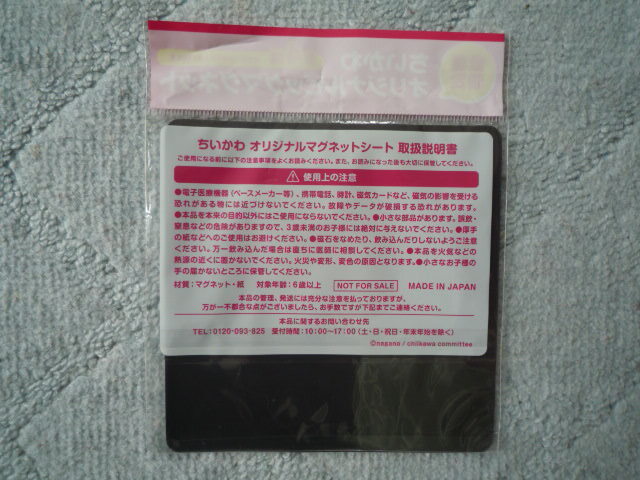 ちいかわ オリジナルマグネットシート 取扱説明書
ご使用になる前に以下の注意事項をよくお読みください。また、お読みになった後も大切に保管してください。
使用上の注意
●電子医療機器(ペースメーカー等)、携帯電話、時計、磁気カードなど、磁気の影響を受ける
恐れがある物には近づけないでください。故障やデータが破損する恐れがあります。
●本品を本来の目的以外にはご使用にならないでください。●小さな部品があります。誤飲・
窒息などの危険がありますので、3歳未満のお子様には絶対に与えないでください。●厚手
の紙などへのご使用はお避けください。●磁石をなめたり、飲み込んだりしないようご注意
ください。万一飲み込んだ場合は直ちに医師に相談してください。●本品を火気などの
熱源の近くに置かないでください。火災や変形、変色の原因となります。●小さなお子様の
手の届かないところに保管してください。
材質:マグネット・紙 対象年齢:6歳以上 NOT FOR SALE MADE IN JAPAN
本品の管理、発送には充分な注意を払っておりますが、
万が一不都合な点がございましたら、お手数ですが下記までご連絡ください。
本品に関するお問い合わせ先
TEL:0120-093-825 受付時間:10:00~17:00(土・日・祝日・年末年始を除く)
©nagano / chiikawa committee